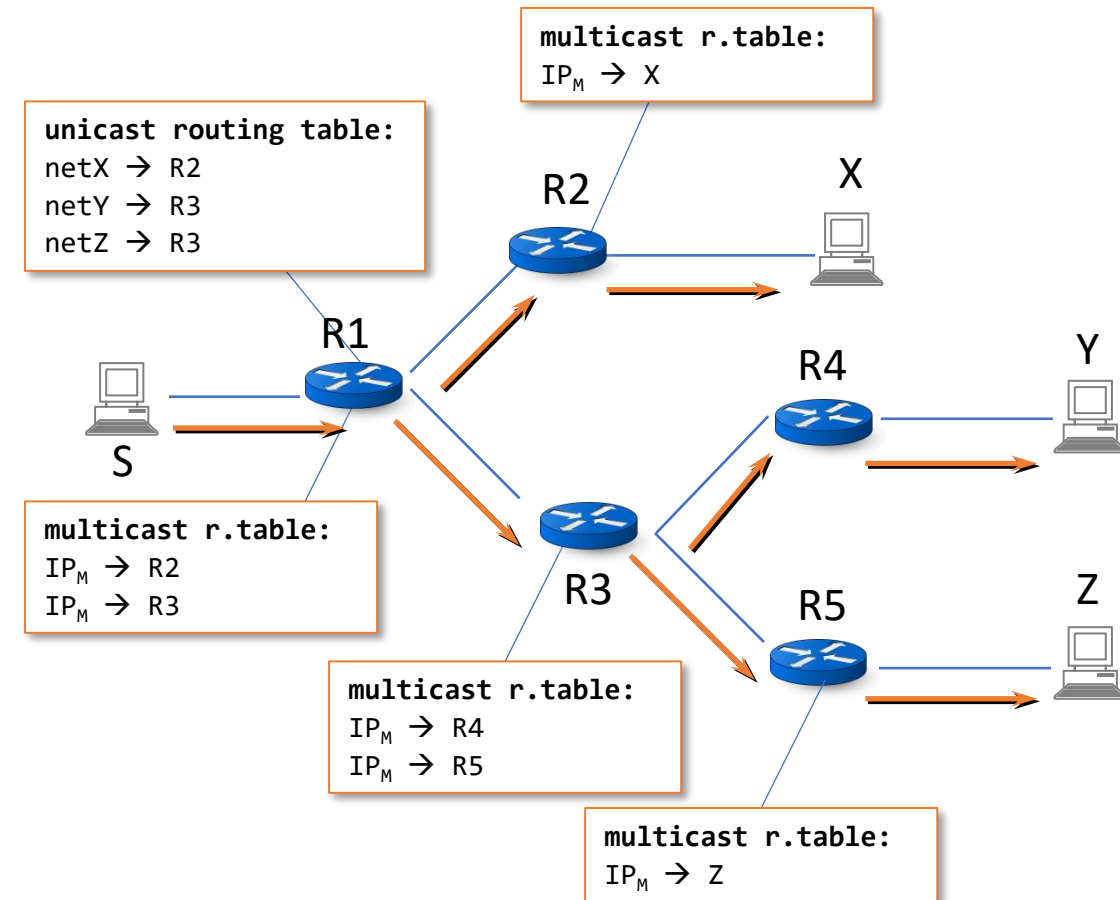 multicast r.table:
IPM → X
unicast routing table:
netX → R2
netY → R3
netZ → R3
R2
X
R1
Y
R4
S
multicast r.table:
IPM → R2
IPM → R3
R3
R5
Z
multicast r.table:
IPM → R4
IPM → R5
multicast r.table:
IPM → Z